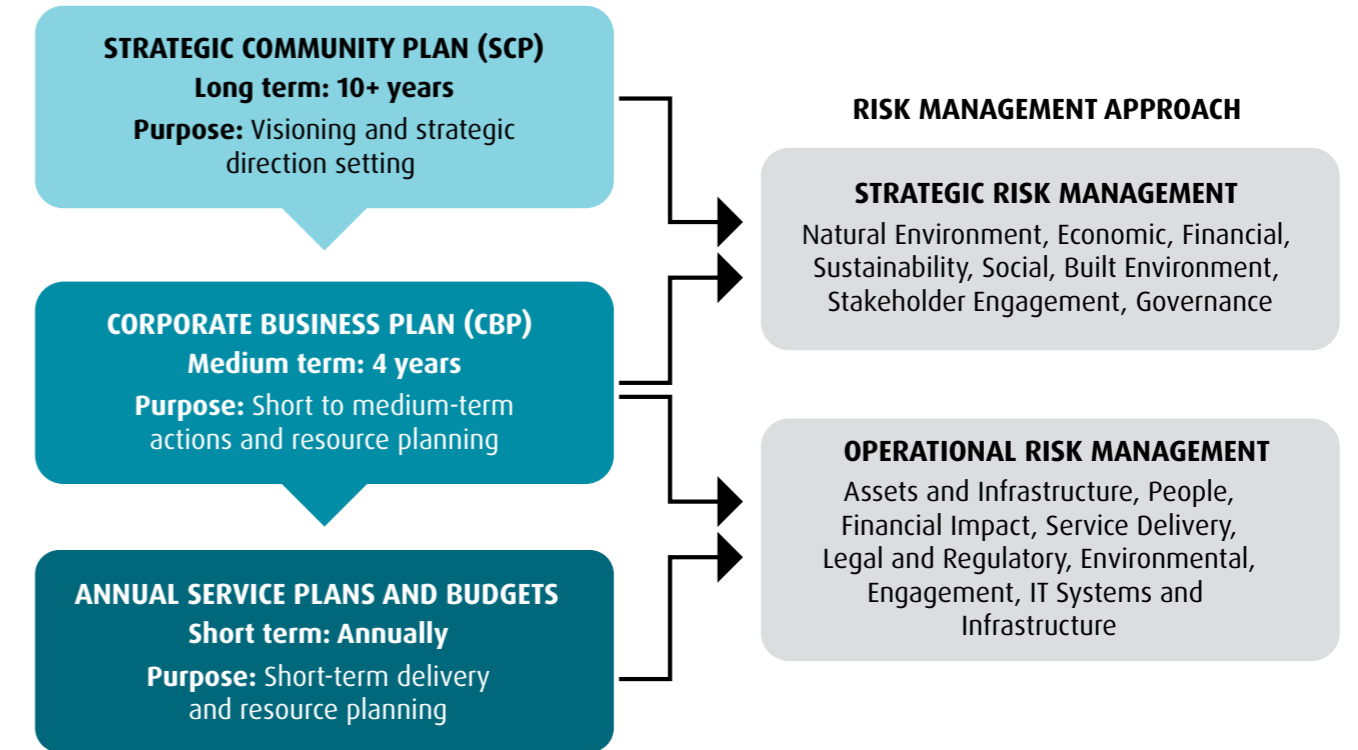 STRATEGIC COMMUNITY PLAN (SCP)
Long term: 10+ years
Purpose: Visioning and strategic
direction setting
CORPORATE BUSINESS PLAN (CBP)
Medium term: 4 years
Purpose: Short to medium-term
actions and resource planning
ANNUAL SERVICE PLANS AND BUDGETS
Short term: Annually
Purpose: Short-term delivery
and resource planning
RISK MANAGEMENT APPROACH
STRATEGIC RISK MANAGEMENT
Natural Environment, Economic, Financial,
Sustainability, Social, Built Environment,
Stakeholder Engagement, Governance
OPERATIONAL RISK MANAGEMENT
Assets and Infrastructure, People,
Financial Impact, Service Delivery,
Legal and Regulatory, Environmental,
Engagement, IT Systems and
Infrastructure